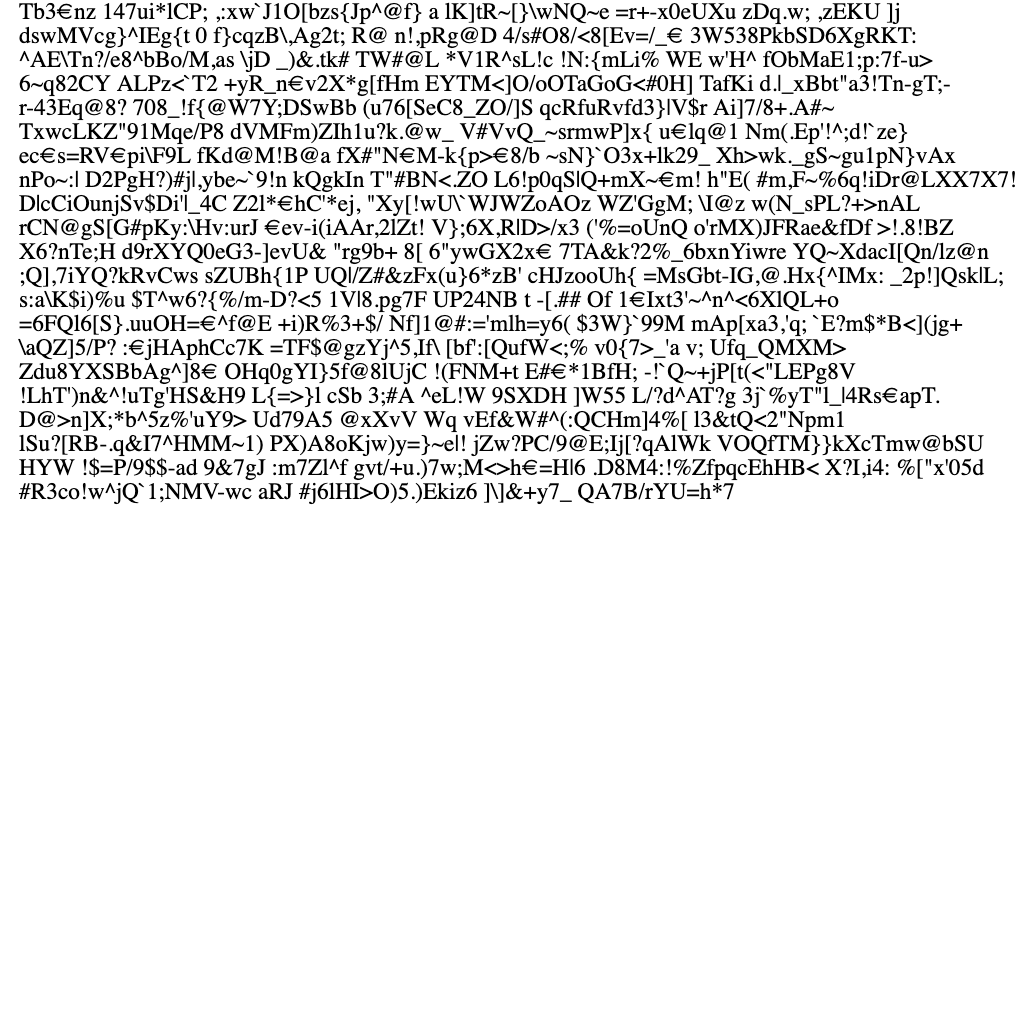 Tb3€nz 147ui*lCP; ,:xw`J1O[bzs{Jp^@f} a lK]tR~[}\wNQ~e =r+-x0eUXu zDq.w; ,zEKU ]j
dswMVcg}^IEg{t 0 f}cqzB\,Ag2t; R@ n!,pRg@D 4/s#O8/<8[Ev=/_€ 3W538PkbSD6XgRKT:
^AE\Tn?/e8^bBo/M,as \jD _)&.tk# TW#@L *V1R^sL!c !N:{mLi% WE w'H^ fObMaE1;p:7f-u>
6~q82CY ALPz<`T2 +yR_n€v2X*g[fHm EYTM<]O/oOTaGoG<#0H] TafKi d.|_xBbt"a3!Tn-gT;-
r-43Eq@8? 708_!f{@W7Y;DSwBb (u76[SeC8_ZO/]S qcRfuRvfd3}|V$r Ai]7/8+.A#~
TxwcLKZ"91Mqe/P8 dVMFm)ZIh1u?k.@w_ V#VvQ_~srmwP]x{ u€lq@1 Nm(.Ep'!^;d!`ze}
ec€s=RV€pi\F9L fKd@M!B@a fX#"N€M-k{p>€8/b ~sN}`O3x+lk29_ Xh>wk._gS~gu1pN}vAx
nPo~:| D2PgH?)#j|,ybe~`9!n kQgkIn T"#BN<.ZO L6!p0qS|Q+mX~€m! h"E( #m,F~%6q!iDr@LXX7X7!
D|cCiOunjSv$Di'|_4C Z2l*€hC'*ej, "Xy[!wU\`WJWZoAOz WZ'GgM; \I@z w(N_sPL?+>nAL
rCN@gS[G#pKy:\Hv:urJ €ev-i(iAAr,2lZt! V};6X,R|D>/x3 ('%=oUnQ o'rMX)JFRae&fDf >!.8!BZ
X6?nTe;H d9rXYQ0eG3-]evU& "rg9b+ 8[ 6"ywGX2x€ 7TA&k?2%_6bxnYiwre YQ~XdacI[Qn/lz@n
;Q],7iYQ?kRvCws sZUBh{1P UQ|/Z#&zFx(u}6*zB' cHJzooUh{ =MsGbt-IG,@.Hx{^IMx: _2p!]Qsk|L;
s:a\K$i)%u $T^w6?{%/m-D?<5 1V|8.pg7F UP24NB t -[.## Of 1€Ixt3'~^n^<6XlQL+o
=6FQl6[S}.uuOH=€^f@E +i)R%3+$/ Nf]1@#:='mlh=y6( $3W}`99M mAp[xa3,'q; `E?m$*B<](jg+
\aQZ]5/P? :€jHAphCc7K =TF$@gzYj^5,If\ [bf':[QufW<;% v0{7>_'a v; Ufq_QMXM>
Zdu8YXSBbAg^]8€ OHq0gYI}5f@8lUjC !(FNM+t E#€*1BfH; -!`Q~+jP[t(<"LEPg8V
!LhT')n&^!uTg'HS&H9 L{=>}l cSb 3;#A ^eL!W 9SXDH ]W55 L/?d^AT?g 3j`%yT"l_|4Rs€apT.
D@>n]X;*b^5z%'uY9> Ud79A5 @xXvV Wq vEf&W#^(:QCHm]4%[ l3&tQ<2"Npm1
lSu?[RB-.q&I7^HMM~1) PX)A8oKjw)y=}~e|! jZw?PC/9@E;Ij[?qAlWk VOQfTM}}kXcTmw@bSU
HYW !$=P/9$$-ad 9&7gJ :m7Zl^f gvt/+u.)7w;M<>h€=H|6 .D8M4:!%ZfpqcEhHB< X?I,i4: %["x'05d
#R3co!w^jQ`1;NMV-wc aRJ #j6lHI>O)5.)Ekiz6 ]\]&+y7_ QA7B/rYU=h*7